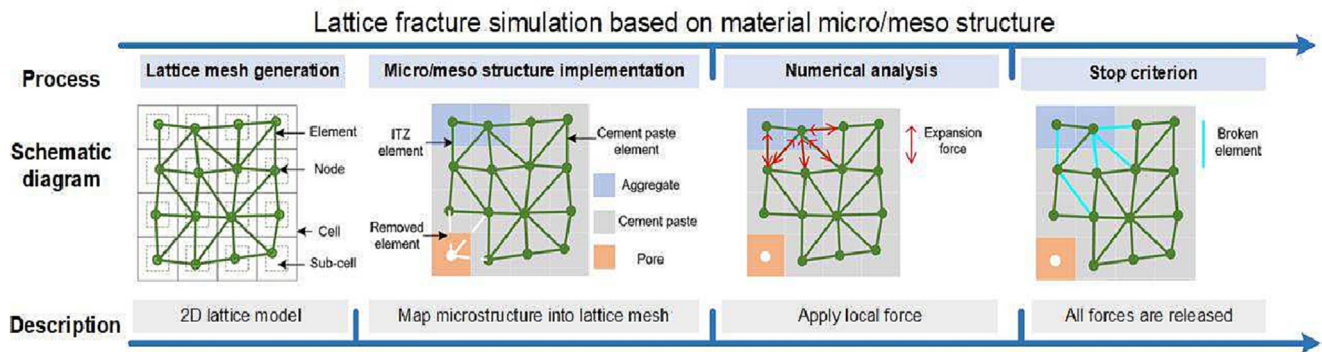 Lattice fracture simulation based on material micro/meso structure
Process
Lattice mesh generation
Micro/meso structure implementation
Numerical analysis
Stop criterion
Schematic
diagram
Element
Node
Cell
Sub-cell
ITZ
element
Cement paste
element
Aggregate
Cement paste
Pore
Removed
element
Expansion
force
Broken
element
Description
2D lattice model
Map microstructure into lattice mesh
Apply local force
All forces are released